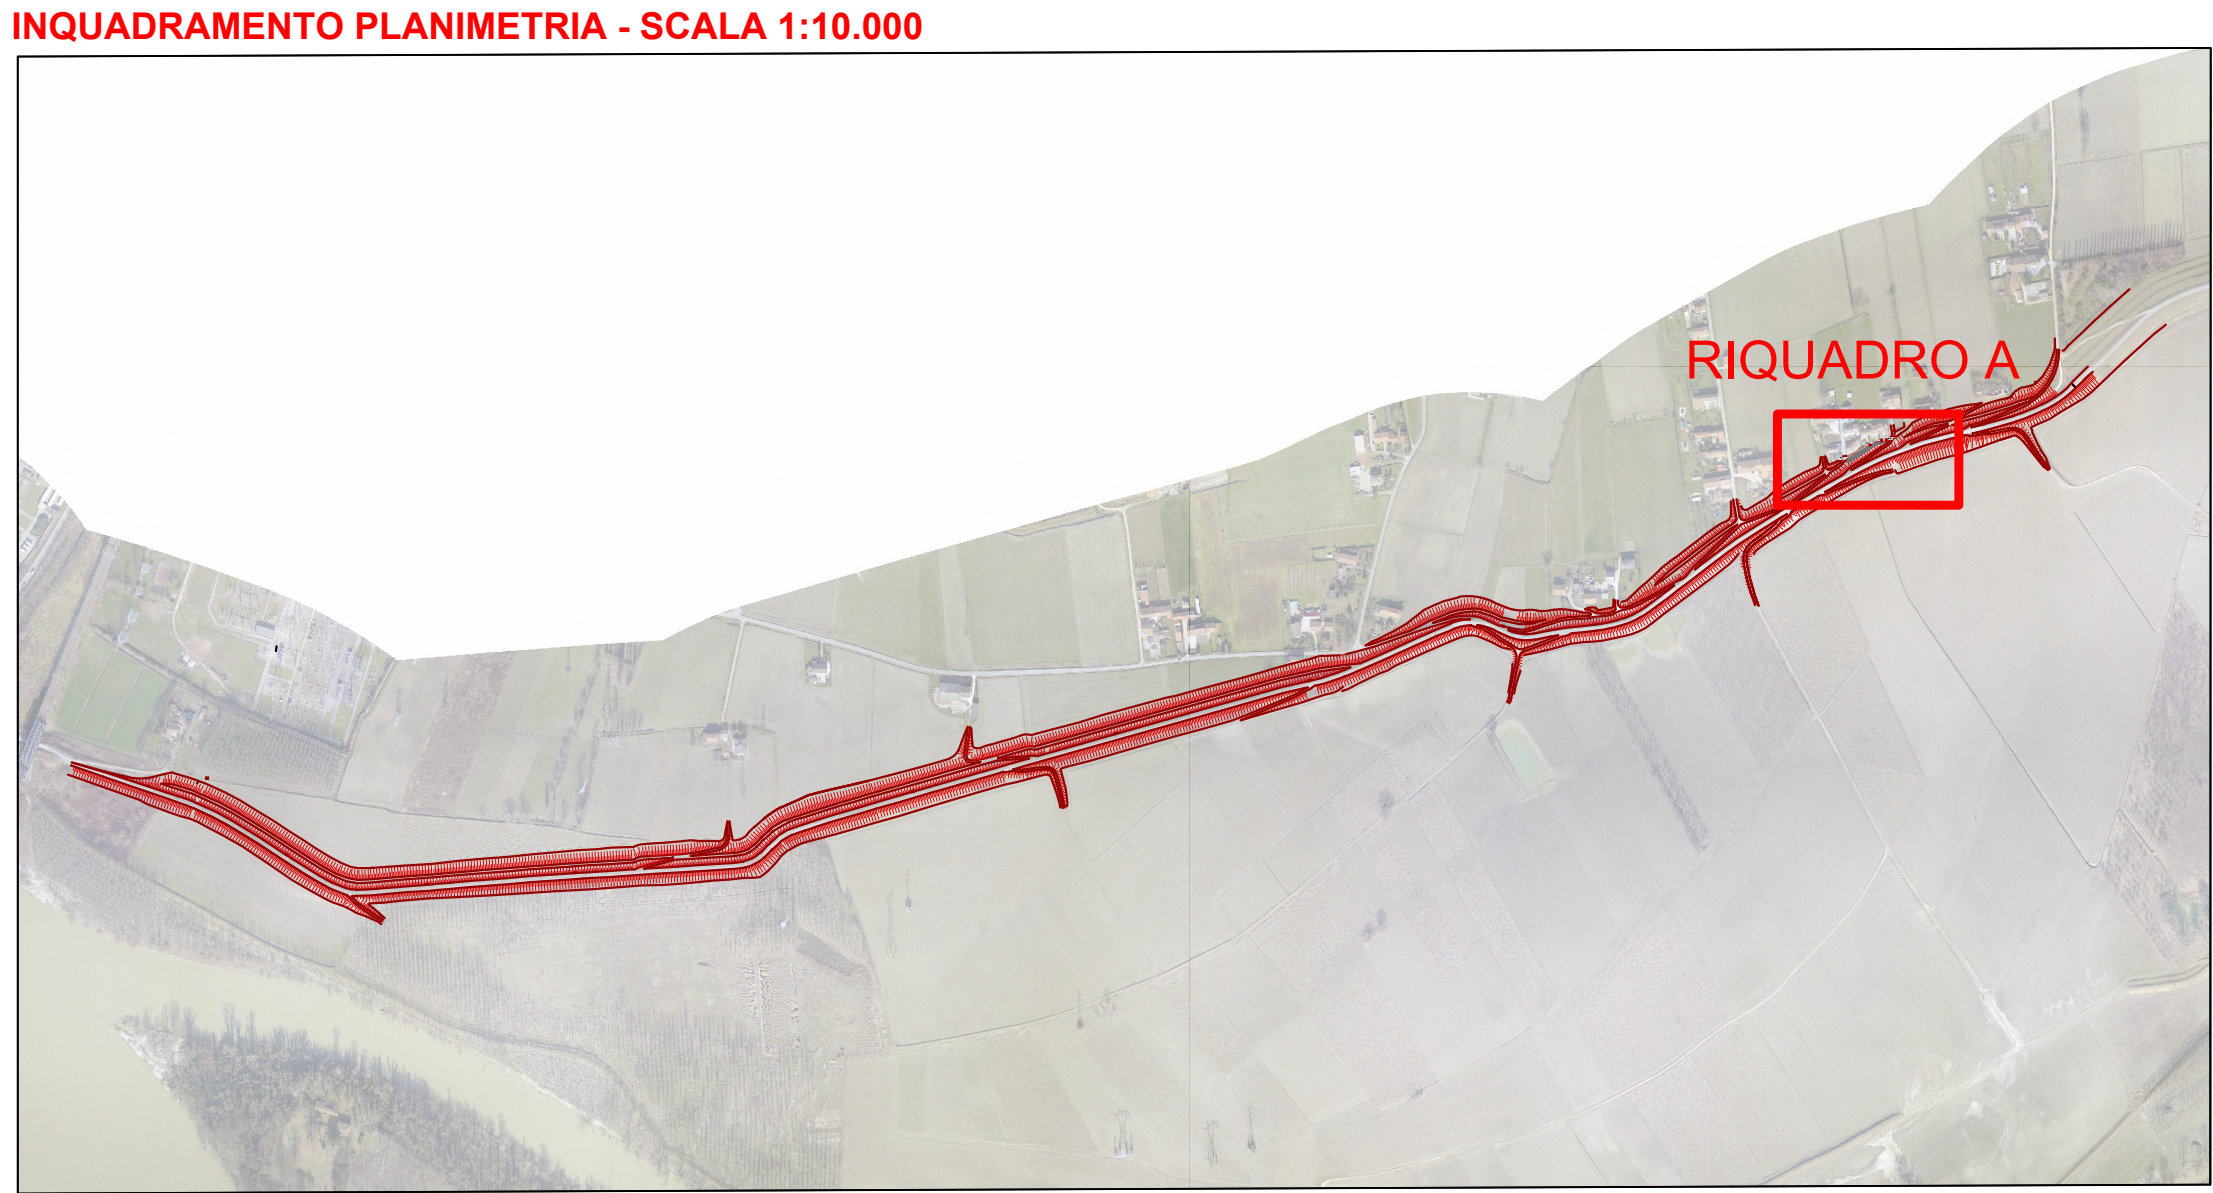 INQUADRAMENTO PLANIMETRIA - SCALA 1:10.000
RIQUADRO A